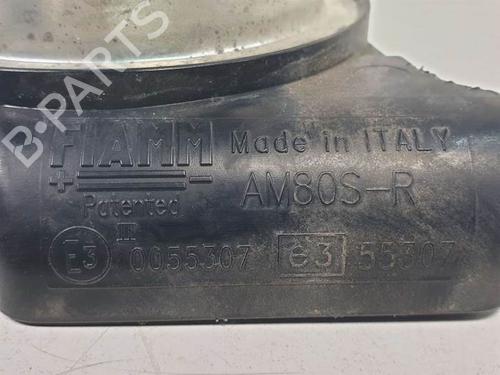 B-PARTS
FIAMM Made in ITALY
+ -
Patented AM80S-R
III
E3 0055307 e3 55307